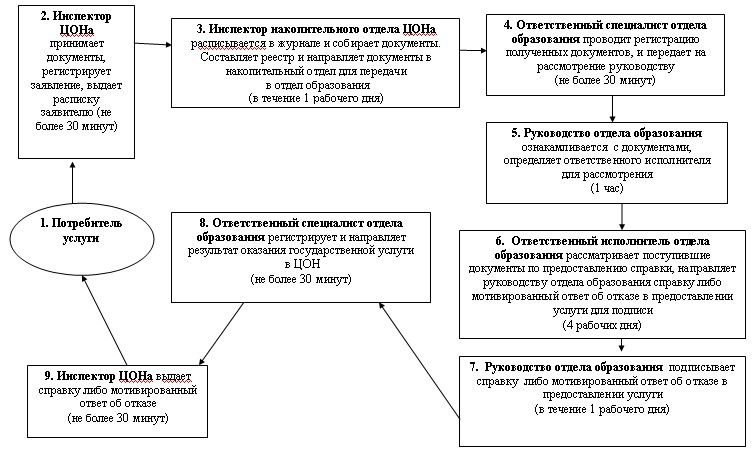 2. Инспектор
ЦОНа
принимает
документы,
регистрирует
заявление, выдает
расписку
заявителю (не
более 30 минут)
3. Инспектор накопительного отдела ЦОНа
расписывается в журнале и собирает документы.
Составляет реестр и направляет документы в
накопительный отдел для передачи
в отдел образования
(в течение 1 рабочего дня)
4. Ответственный специалист отдела
образования проводит регистрацию
полученных документов, и передает на
рассмотрение руководству
(не более 30 минут)
5. Руководство отдела образования
ознакамливается с документами,
определяет ответственного исполнителя
для рассмотрения
(1 час)
1. Потребитель
услуги
8. Ответственный специалист отдела
образования регистрирует и направляет
результат оказания государственной услуги
в ЦОН
(не более 30 минут)
6. Ответственный исполнитель отдела
образования рассматривает поступившие
документы по предоставлению справки, направляет
руководству отдела образования справку либо
мотивированный ответ об отказе в предоставлении
услуги для подписи
(4 рабочих дня)
9. Инспектор ЦОНа выдает
справку либо мотивированный
ответ об отказе
(не более 30 минут)
7. Руководство отдела образования подписывает
справку либо мотивированный ответ об отказе в
предоставлении услуги
(в течение 1 рабочего дня)